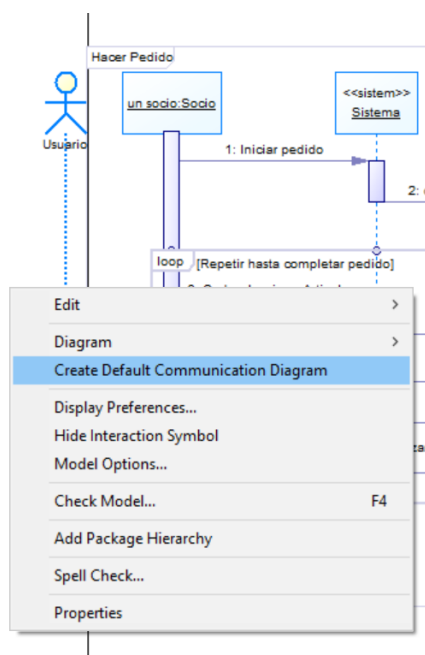 Hacer Pedido
un socio:Socio
<<sistem>>
Sistema
Usuario
1: Iniciar pedido
2:
loop
[Repetir hasta completar pedido]
Edit
Diagram
Create Default Communication Diagram
Display Preferences...
Hide Interaction Symbol
Model Options...
Check Model... F4
Add Package Hierarchy
Spell Check...
Properties